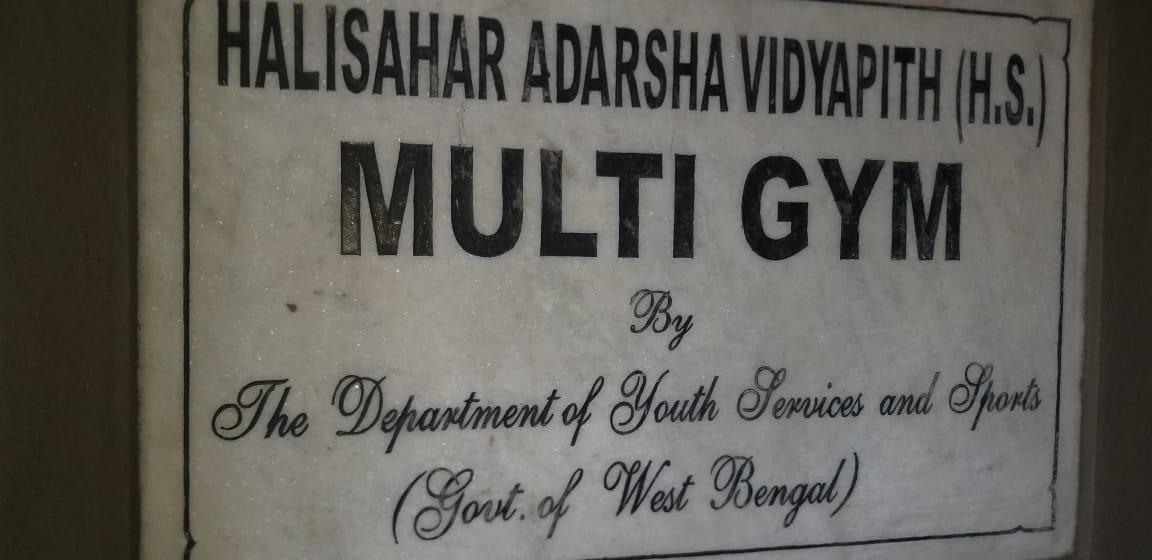 HALISAHAR ADARSHA VIDYAPITH (H.S.)
MULTI GYM
By
The Department of Youth Services and Sports
(Govt. of West Bengal)